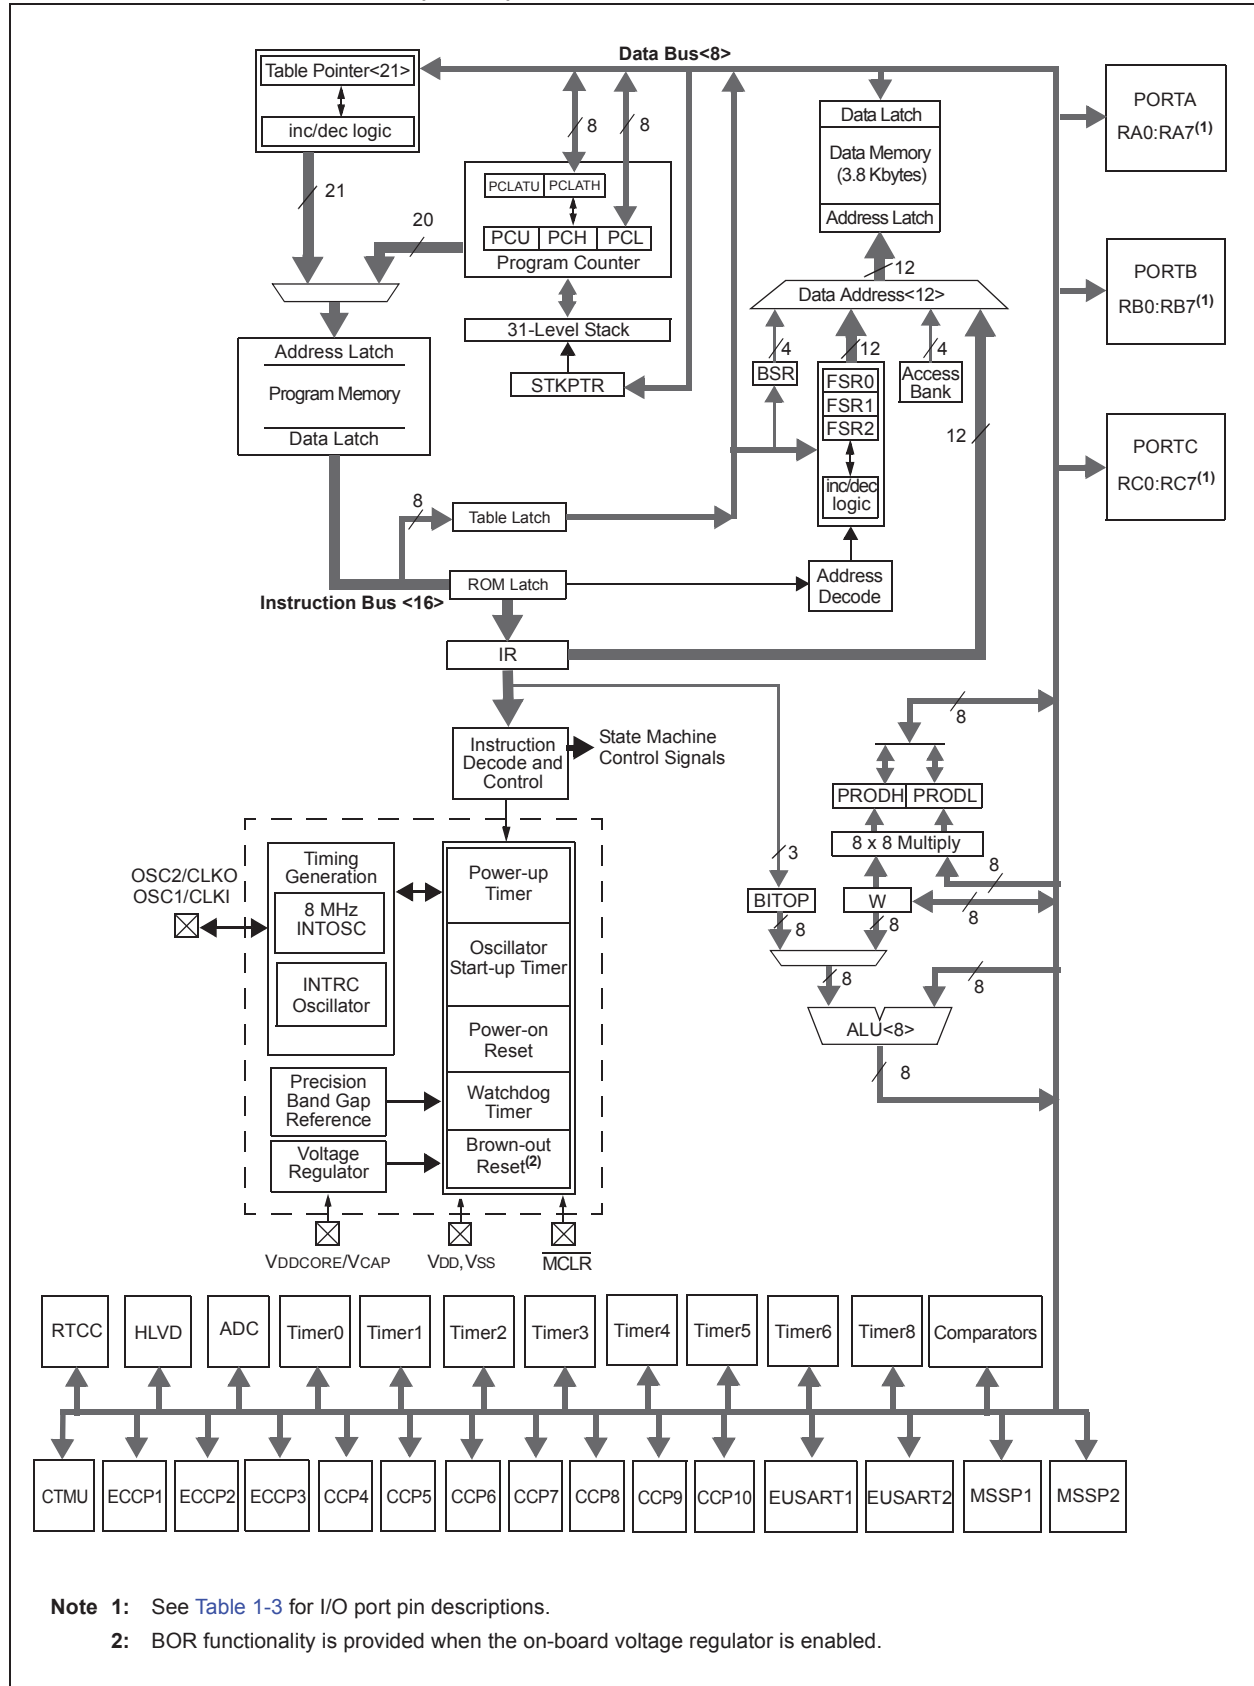 Data Bus<8>
Table Pointer<21>
inc/dec logic
21
20
8
8
PCLATU
PCLATH
PCU
PCH
PCL
Program Counter
31-Level Stack
STKPTR
Data Latch
Data Memory
(3.8 Kbytes)
Address Latch
12
Data Address<12>
4
12
4
BSR
FSR0
FSR1
FSR2
inc/dec
logic
Access
Bank
12
PORTA
RA0:RA7(1)
PORTB
RB0:RB7(1)
PORTC
RC0:RC7(1)
Address Latch
Program Memory
Data Latch
8
Table Latch
ROM Latch
Instruction Bus <16>
Address
Decode
IR
Instruction
Decode and
Control
State Machine
Control Signals
8
PRODH
PRODL
8 x 8 Multiply
3
8
BITOP
W
8
8
8
8
8
ALU<8>
8
OSC2/CLKO
OSC1/CLKI
Timing
Generation
8 MHz
INTOSC
INTRC
Oscillator
Power-up
Timer
Oscillator
Start-up Timer
Power-on
Reset
Watchdog
Timer
Brown-out
Reset(2)
Precision
Band Gap
Reference
Voltage
Regulator
VDDCORE/VCAP
VDD,VSS
MCLR
RTCC
HLVD
ADC
Timer0
Timer1
Timer2
Timer3
Timer4
Timer5
Timer6
Timer8
Comparators
CTMU
ECCP1
ECCP2
ECCP3
CCP4
CCP5
CCP6
CCP7
CCP8
CCP9
CCP10
EUSART1
EUSART2
MSSP1
MSSP2
Note 1: See Table 1-3 for I/O port pin descriptions.
2: BOR functionality is provided when the on-board voltage regulator is enabled.